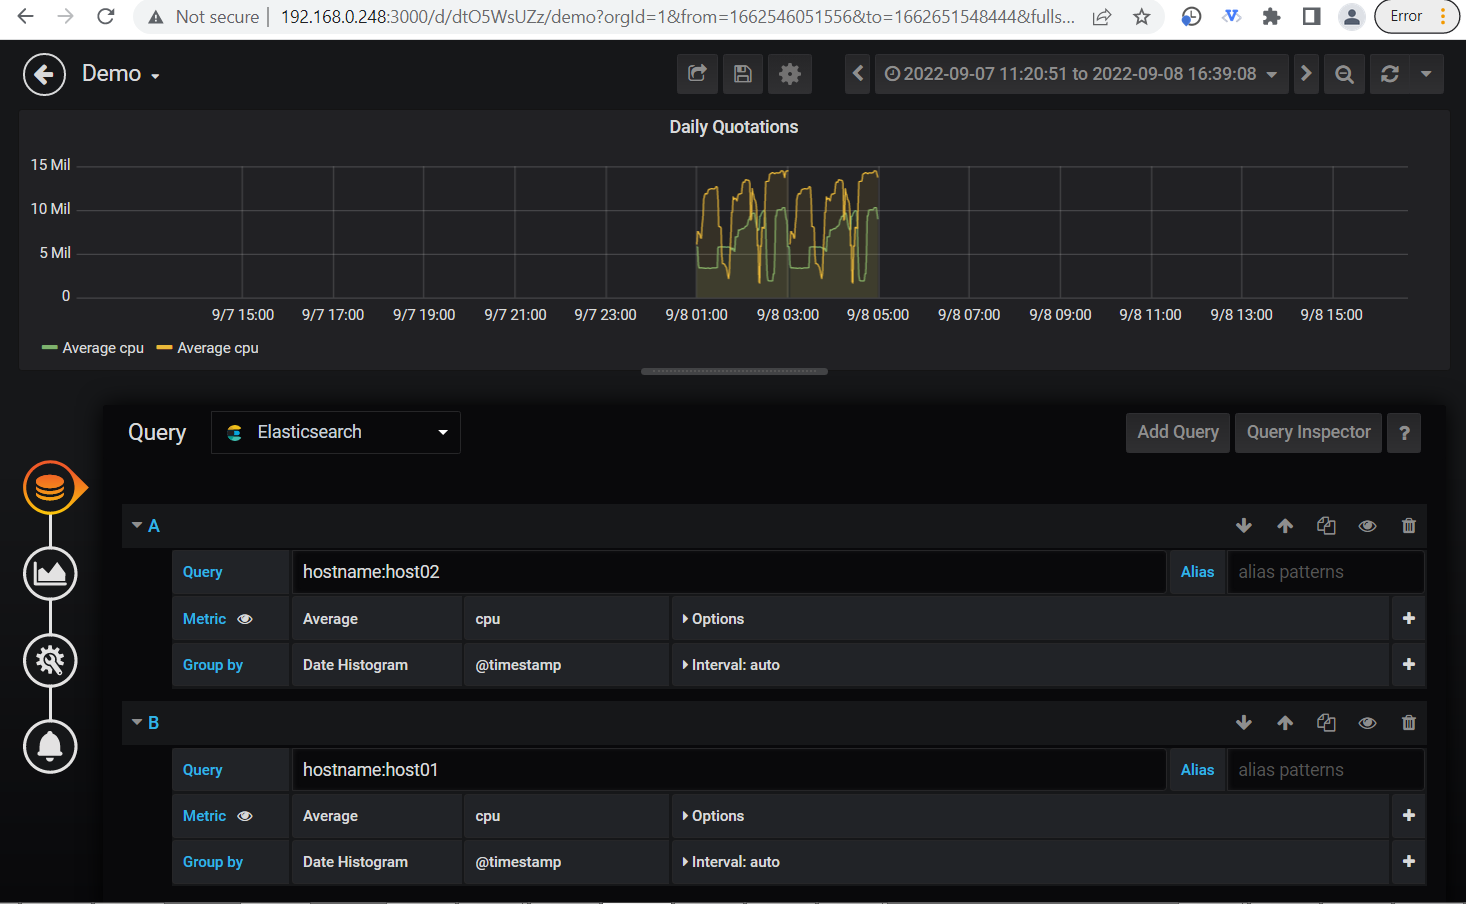 Not secure | 192.168.0.248:3000/d/dtO5WsUZz/demo?orgId=1&from=1662546051556&to=1662651548444&fulls... Error
Demo 2022-09-07 11:20:51 to 2022-09-08 16:39:08
Daily Quotations
15 Mil
10 Mil
5 Mil
0
9/7 15:00 9/7 17:00 9/7 19:00 9/7 21:00 9/7 23:00 9/8 01:00 9/8 03:00 9/8 05:00 9/8 07:00 9/8 09:00 9/8 11:00 9/8 13:00 9/8 15:00
Average cpu Average cpu
Query Elasticsearch Add Query Query Inspector ?
A
Query hostname:host02 Alias alias patterns
Metric Average cpu Options +
Group by Date Histogram @timestamp Interval: auto +
B
Query hostname:host01 Alias alias patterns
Metric Average cpu Options +
Group by Date Histogram @timestamp Interval: auto +